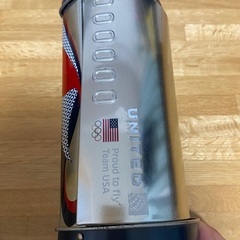 UNITED
Proud to fly
Team USA